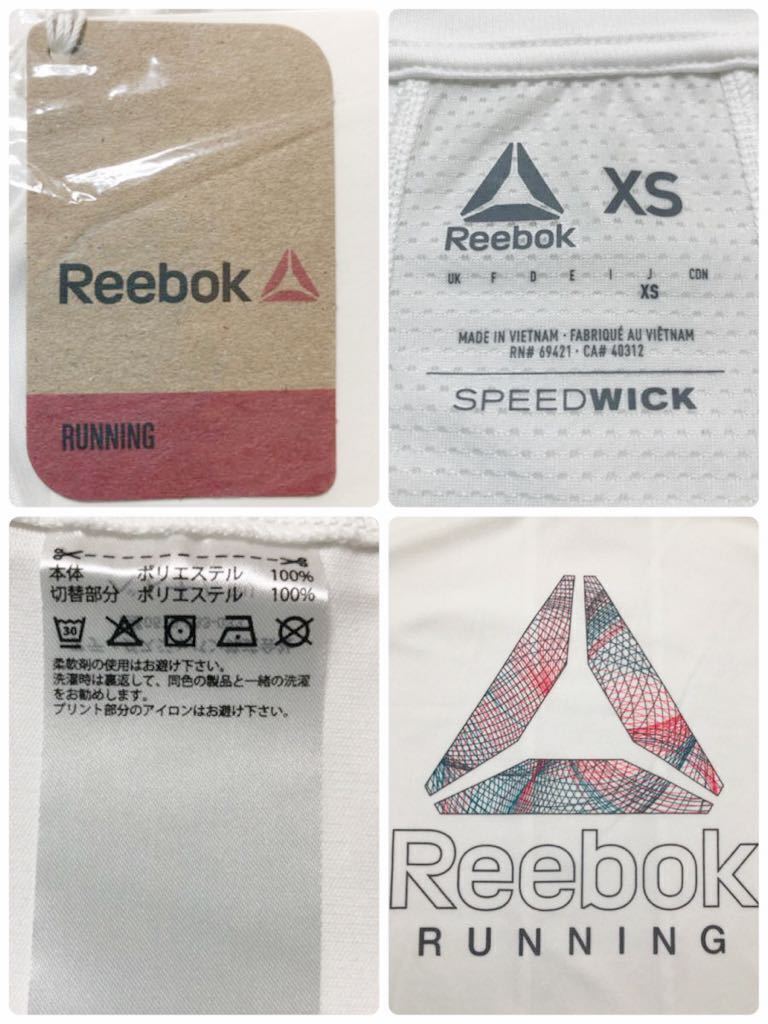 Reebok
RUNNING
XS
Reebok
UK F D E I J CDN
XS
MADE IN VIETNAM · FABRIQUÉ AU VIÊTNAM
RN# 69421 · CA# 40312
SPEEDWICK
本体 ポリエステル 100%
切替部分 ポリエステル 100%
30
柔軟剤の使用はお避け下さい。
洗濯時は裏返して、同色の製品と一緒の洗濯
をお勧めします。
プリント部分のアイロンはお避け下さい。
Reebok
RUNNING